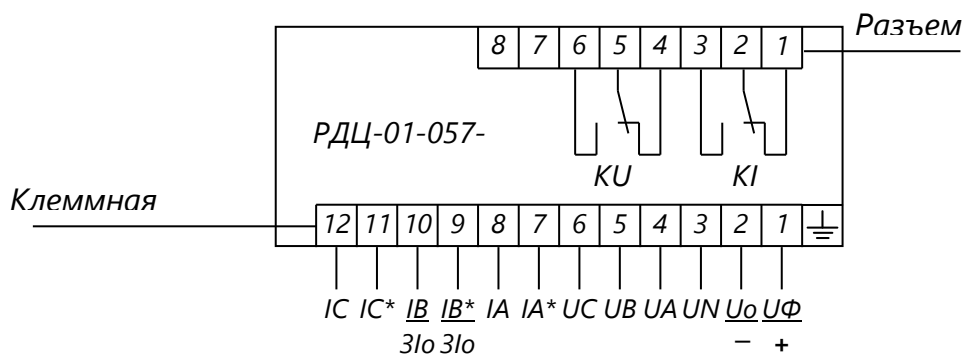 Разъем
8 7 6 5 4 3 2 1
РДЦ-01-057-
KU KI
Клеммная
12 11 10 9 8 7 6 5 4 3 2 1
IC IC* IB IB* IA IA* UC UB UA UN Uo UФ
3Io 3Io – +